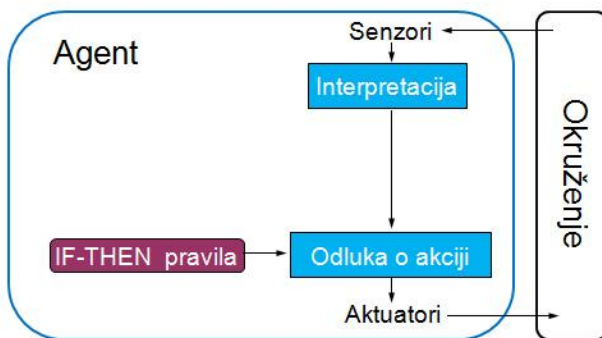 Agent
Senzori
Interpretacija
IF-THEN pravila
Odluka o akciji
Aktuatori
Okruženje